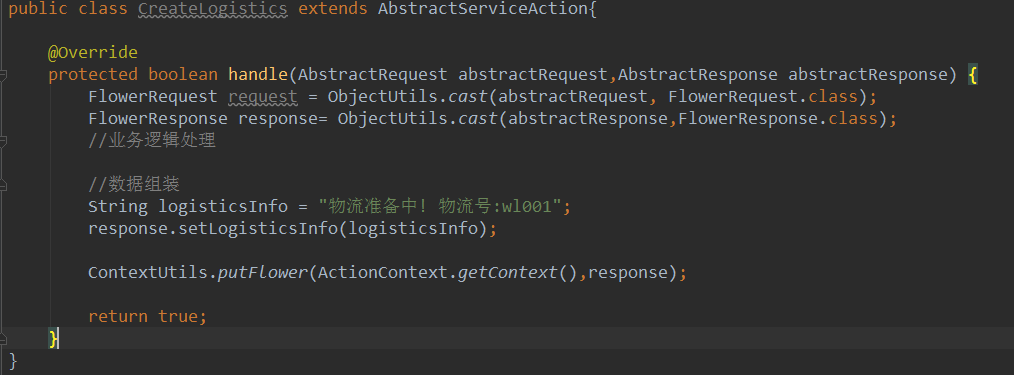 public class CreateLogistics extends AbstractServiceAction{
@Override
protected boolean handle(AbstractRequest abstractRequest,AbstractResponse abstractResponse) {
FlowerRequest request = ObjectUtils.cast(abstractRequest, FlowerRequest.class);
FlowerResponse response= ObjectUtils.cast(abstractResponse,FlowerResponse.class);
//业务逻辑处理
//数据组装
String logisticsInfo = "物流准备中! 物流号:wl001";
response.setLogisticsInfo(logisticsInfo);
ContextUtils.putFlower(ActionContext.getContext(),response);
return true;
}
}